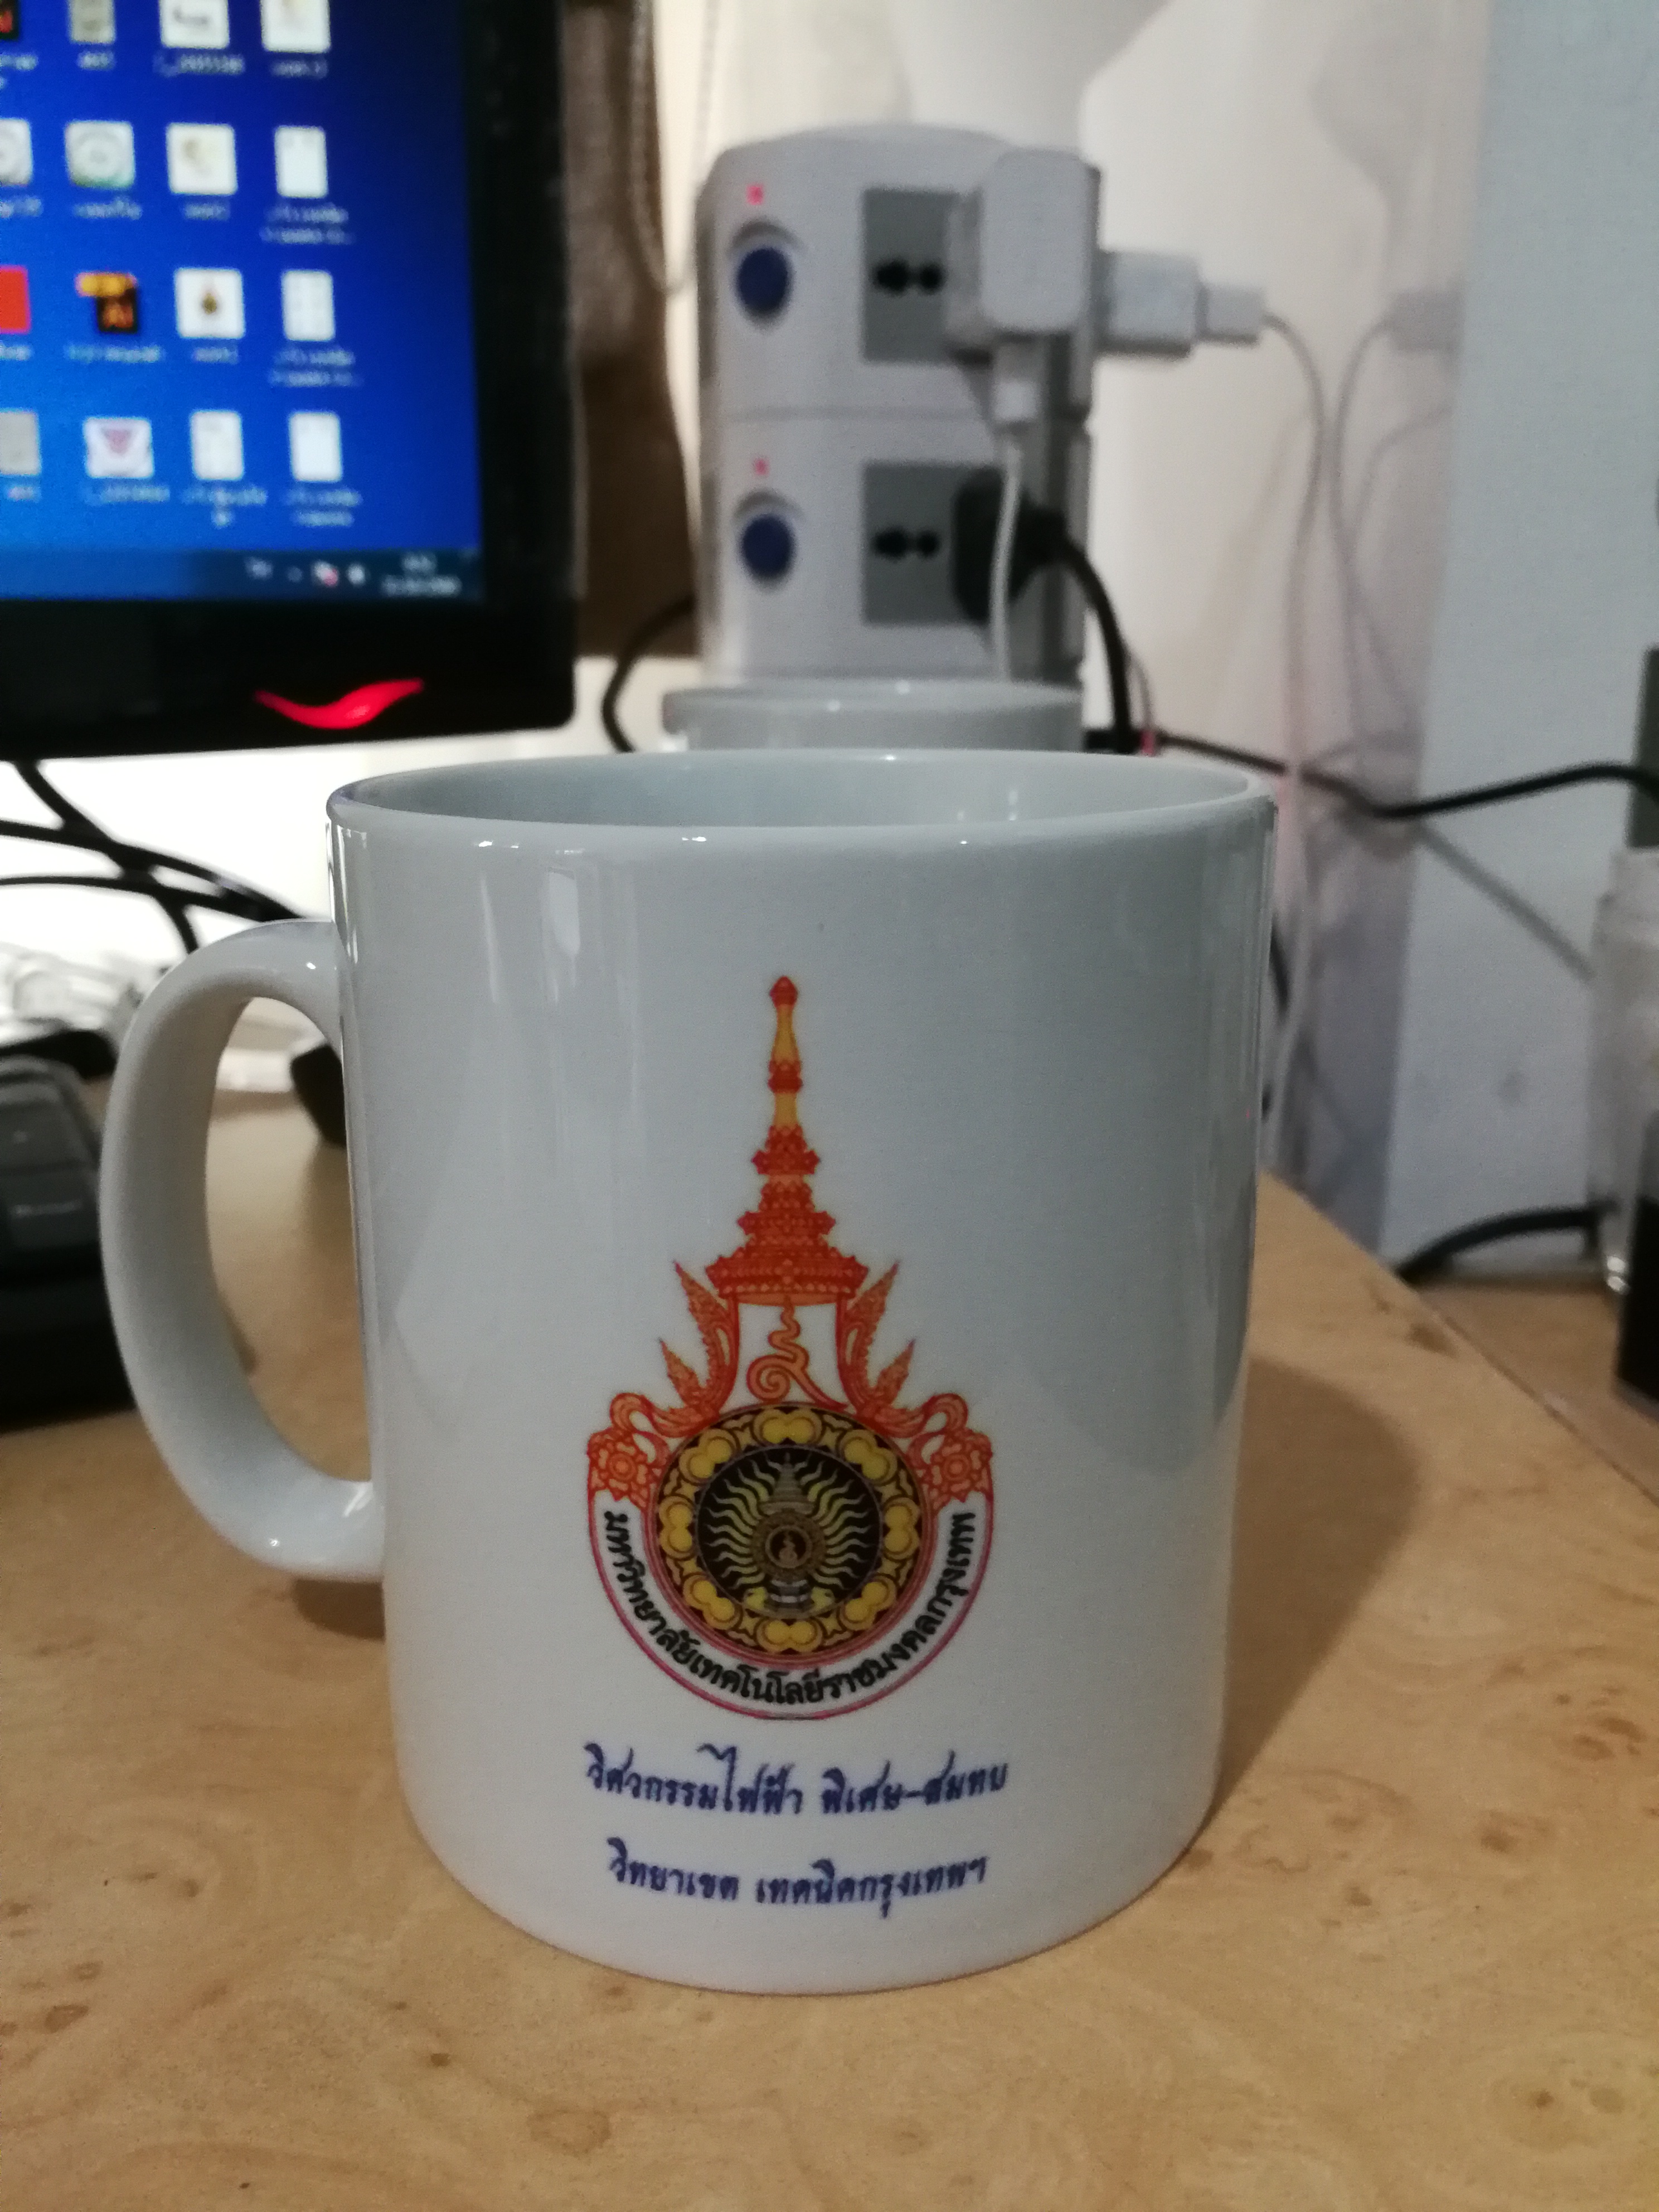 มหาวิทยาลัยเทคโนโลยีราชมงคลกรุงเทพ
วิศวกรรมไฟฟ้า พิเศษ-สมทบ
วิทยาเขต เทคนิคกรุงเทพฯ